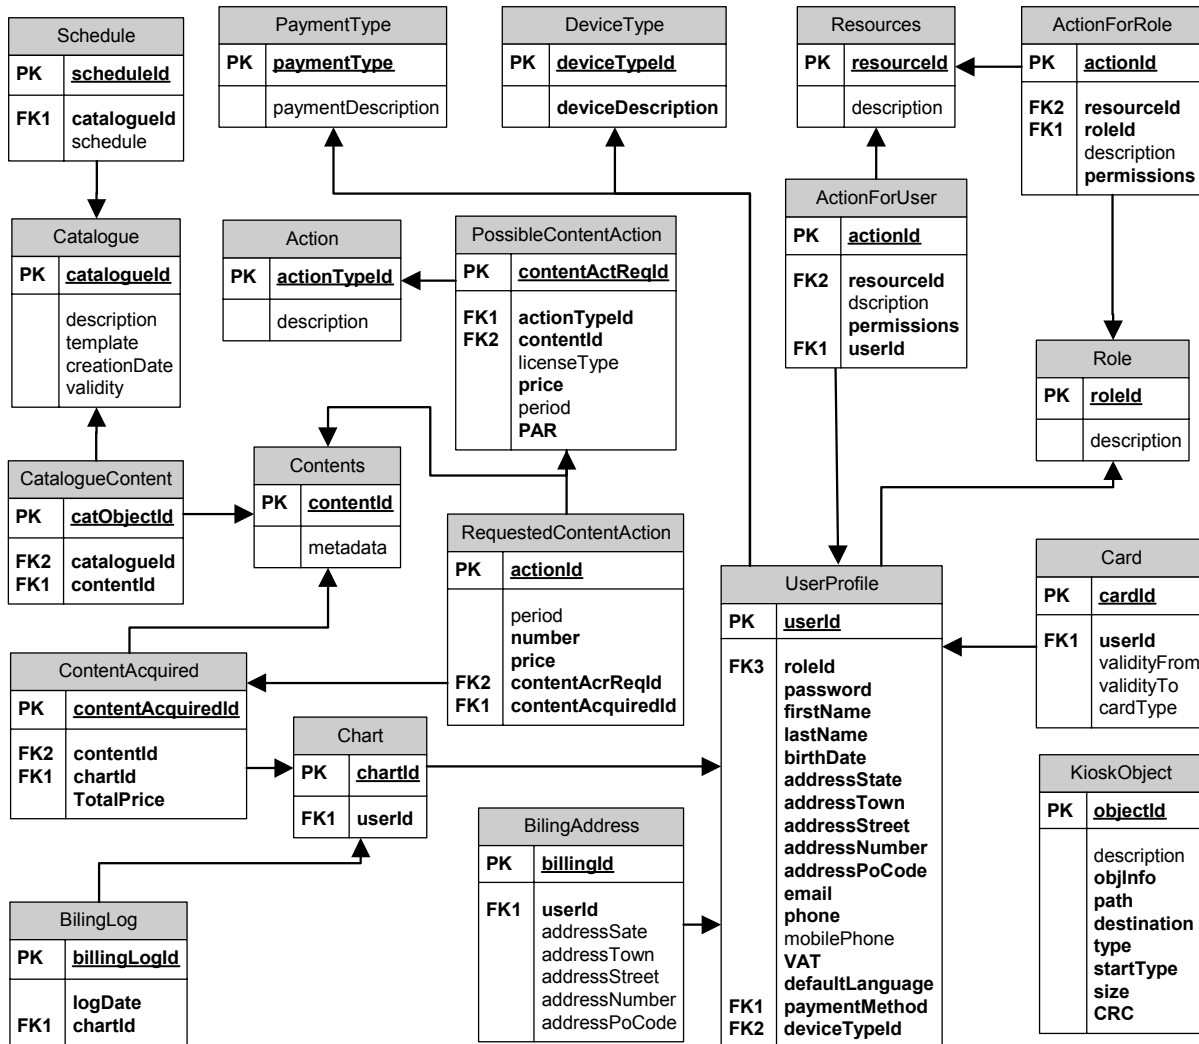 Schedule
PK scheduleId
FK1 catalogueId
schedule
PaymentType
PK paymentType
paymentDescription
DeviceType
PK deviceTypeId
deviceDescription
Resources
PK resourceId
description
ActionForRole
PK actionId
FK2 resourceId
FK1 roleId
description
permissions
Catalogue
PK catalogueId
description
template
creationDate
validity
Action
PK actionTypeId
description
PossibleContentAction
PK contentActReqId
FK1 actionTypeId
FK2 contentId
licenseType
price
period
PAR
ActionForUser
PK actionId
FK2 resourceId
dscription
permissions
FK1 userId
Role
PK roleId
description
CatalogueContent
PK catObjectId
FK2 catalogueId
FK1 contentId
Contents
PK contentId
metadata
RequestedContentAction
PK actionId
period
number
price
FK2 contentAcrReqId
FK1 contentAcquiredId
UserProfile
PK userId
FK3 roleId
password
firstName
lastName
birthDate
addressState
addressTown
addressStreet
addressNumber
addressPoCode
email
phone
mobilePhone
VAT
defaultLanguage
FK1 paymentMethod
FK2 deviceTypeId
Card
PK cardId
FK1 userId
validityFrom
validityTo
cardType
ContentAcquired
PK contentAcquiredId
FK2 contentId
FK1 chartId
TotalPrice
Chart
PK chartId
FK1 userId
BilingAddress
PK billingId
FK1 userId
addressSate
addressTown
addressStreet
addressNumber
addressPoCode
KioskObject
PK objectId
description
objInfo
path
destination
type
startType
size
CRC
BilingLog
PK billingLogId
logDate
FK1 chartId